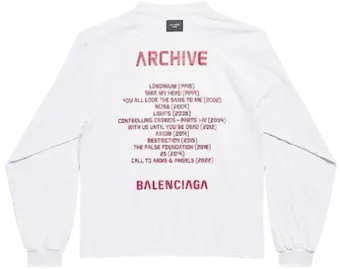 ARCHIVE
LONDINIUM (1996)
TAKE MY HEAD (1999)
YOU ALL LOOK THE SAME TO ME (2002)
NOISE (2004)
LIGHTS (2006)
CONTROLLING CROWDS – PARTS I-IV (2009)
WITH US UNTIL YOU'RE DEAD (2012)
AXIOM (2014)
RESTRICTION (2015)
THE FALSE FOUNDATION (2016)
25 (2019)
CALL TO ARMS & ANGELS (2022)
BALENCIAGA